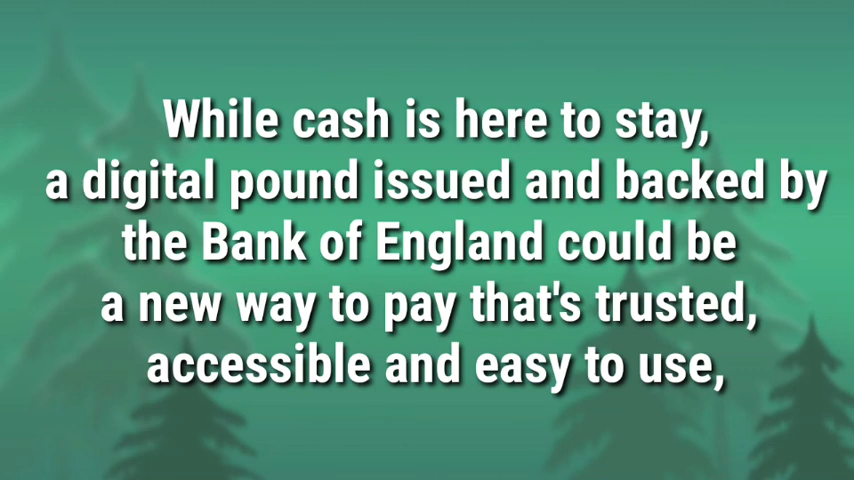 While cash is here to stay,
a digital pound issued and backed by
the Bank of England could be
a new way to pay that's trusted,
accessible and easy to use,